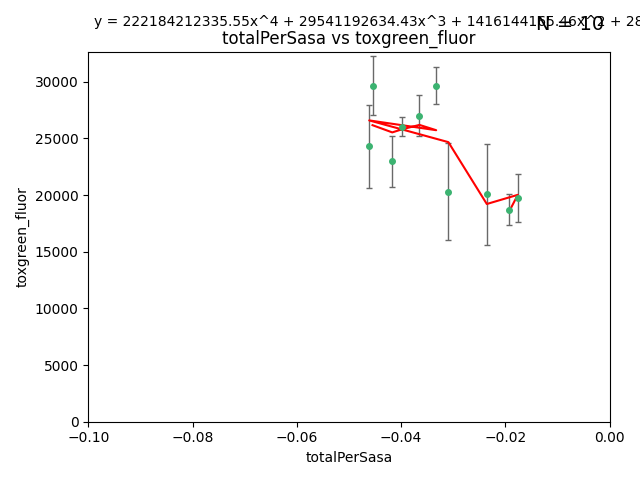 y = 222184212335.55x^4 + 29541192634.43x^3 + 1416144165.46x^2 + 28
N = 10
totalPerSasa vs toxgreen_fluor
30000
25000
20000
15000
10000
5000
0
toxgreen_fluor
−0.10 −0.08 −0.06 −0.04 −0.02 0.00
totalPerSasa